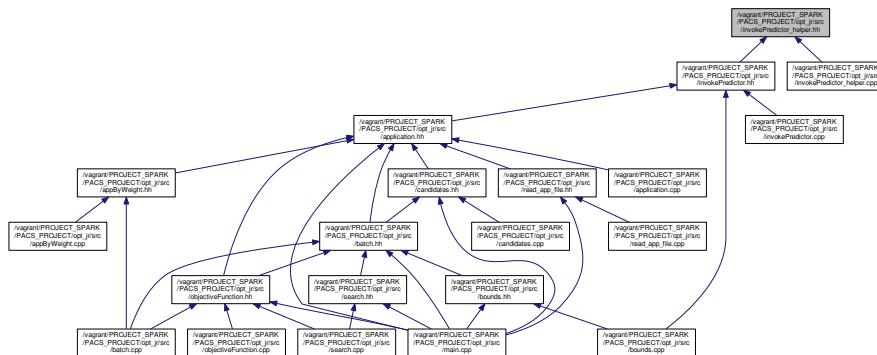 /vagrant/PROJECT_SPARK
/PACS_PROJECT/opt_jr/src
/invokePredictor_helper.hh
/vagrant/PROJECT_SPARK
/PACS_PROJECT/opt_jr/src
/invokePredictor.hh
/vagrant/PROJECT_SPARK
/PACS_PROJECT/opt_jr/src
/invokePredictor_helper.cpp
/vagrant/PROJECT_SPARK
/PACS_PROJECT/opt_jr/src
/application.hh
/vagrant/PROJECT_SPARK
/PACS_PROJECT/opt_jr/src
/invokePredictor.cpp
/vagrant/PROJECT_SPARK
/PACS_PROJECT/opt_jr/src
/appByWeight.hh
/vagrant/PROJECT_SPARK
/PACS_PROJECT/opt_jr/src
/candidates.hh
/vagrant/PROJECT_SPARK
/PACS_PROJECT/opt_jr/src
/read_app_file.hh
/vagrant/PROJECT_SPARK
/PACS_PROJECT/opt_jr/src
/application.cpp
/vagrant/PROJECT_SPARK
/PACS_PROJECT/opt_jr/src
/appByWeight.cpp
/vagrant/PROJECT_SPARK
/PACS_PROJECT/opt_jr/src
/batch.hh
/vagrant/PROJECT_SPARK
/PACS_PROJECT/opt_jr/src
/candidates.cpp
/vagrant/PROJECT_SPARK
/PACS_PROJECT/opt_jr/src
/read_app_file.cpp
/vagrant/PROJECT_SPARK
/PACS_PROJECT/opt_jr/src
/objectiveFunction.hh
/vagrant/PROJECT_SPARK
/PACS_PROJECT/opt_jr/src
/search.hh
/vagrant/PROJECT_SPARK
/PACS_PROJECT/opt_jr/src
/bounds.hh
/vagrant/PROJECT_SPARK
/PACS_PROJECT/opt_jr/src
/batch.cpp
/vagrant/PROJECT_SPARK
/PACS_PROJECT/opt_jr/src
/objectiveFunction.cpp
/vagrant/PROJECT_SPARK
/PACS_PROJECT/opt_jr/src
/search.cpp
/vagrant/PROJECT_SPARK
/PACS_PROJECT/opt_jr/src
/main.cpp
/vagrant/PROJECT_SPARK
/PACS_PROJECT/opt_jr/src
/bounds.cpp